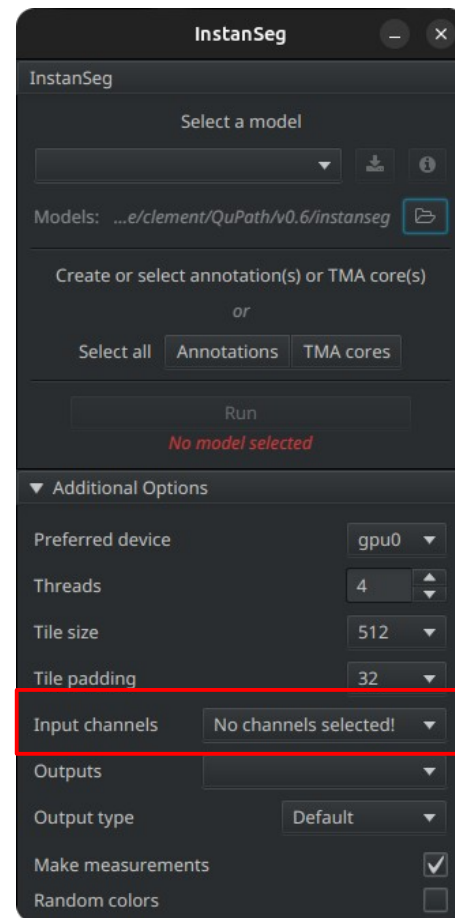 InstanSeg
InstanSeg
Select a model
Models: ...e/clement/QuPath/v0.6/instanseg
Create or select annotation(s) or TMA core(s)
or
Select all Annotations TMA cores
Run
No model selected
Additional Options
Preferred device gpu0
Threads 4
Tile size 512
Tile padding 32
Input channels No channels selected!
Outputs
Output type Default
Make measurements
Random colors